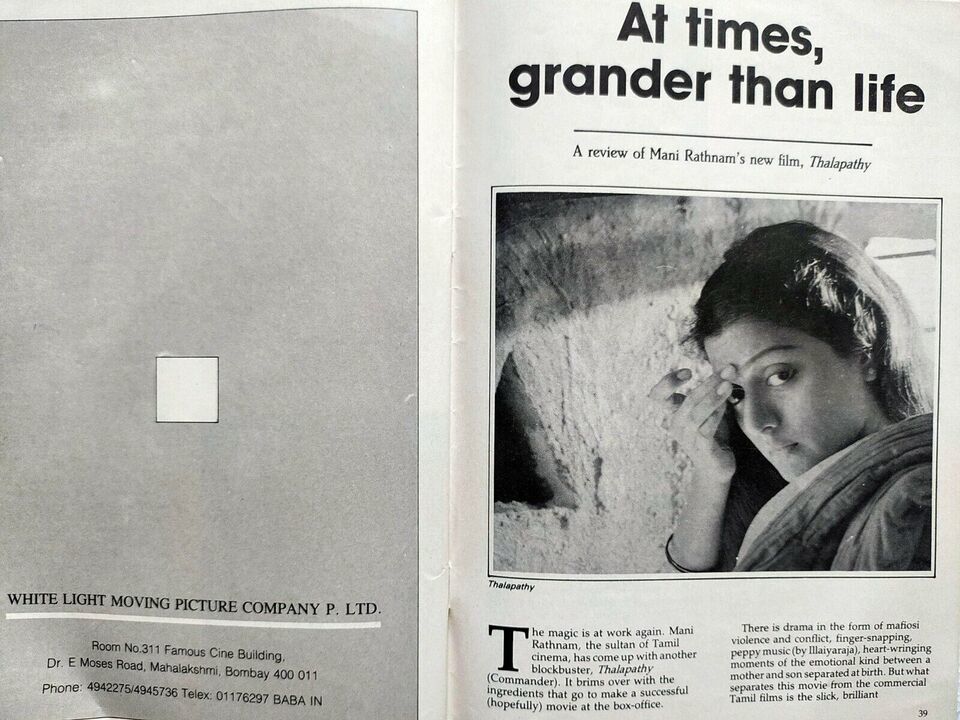 WHITE LIGHT MOVING PICTURE COMPANY P. LTD.
Room No.311 Famous Cine Building,
Dr. E Moses Road, Mahalakshmi, Bombay 400 011
Phone: 4942275/4945736 Telex: 01176297 BABA IN
At times,
grander than life
A review of Mani Rathnam's new film, Thalapathy
Thalapathy
The magic is at work again. Mani
Rathnam, the sultan of Tamil
cinema, has come up with another
blockbuster, Thalapathy
(Commander). It brims over with the
ingredients that go to make a successful
(hopefully) movie at the box-office.
There is drama in the form of mafiosi
violence and conflict, finger-snapping,
peppy music (by Illaiyaraja), heart-wringing
moments of the emotional kind between a
mother and son separated at birth. But what
separates this movie from the commercial
Tamil films is the slick, brilliant
39